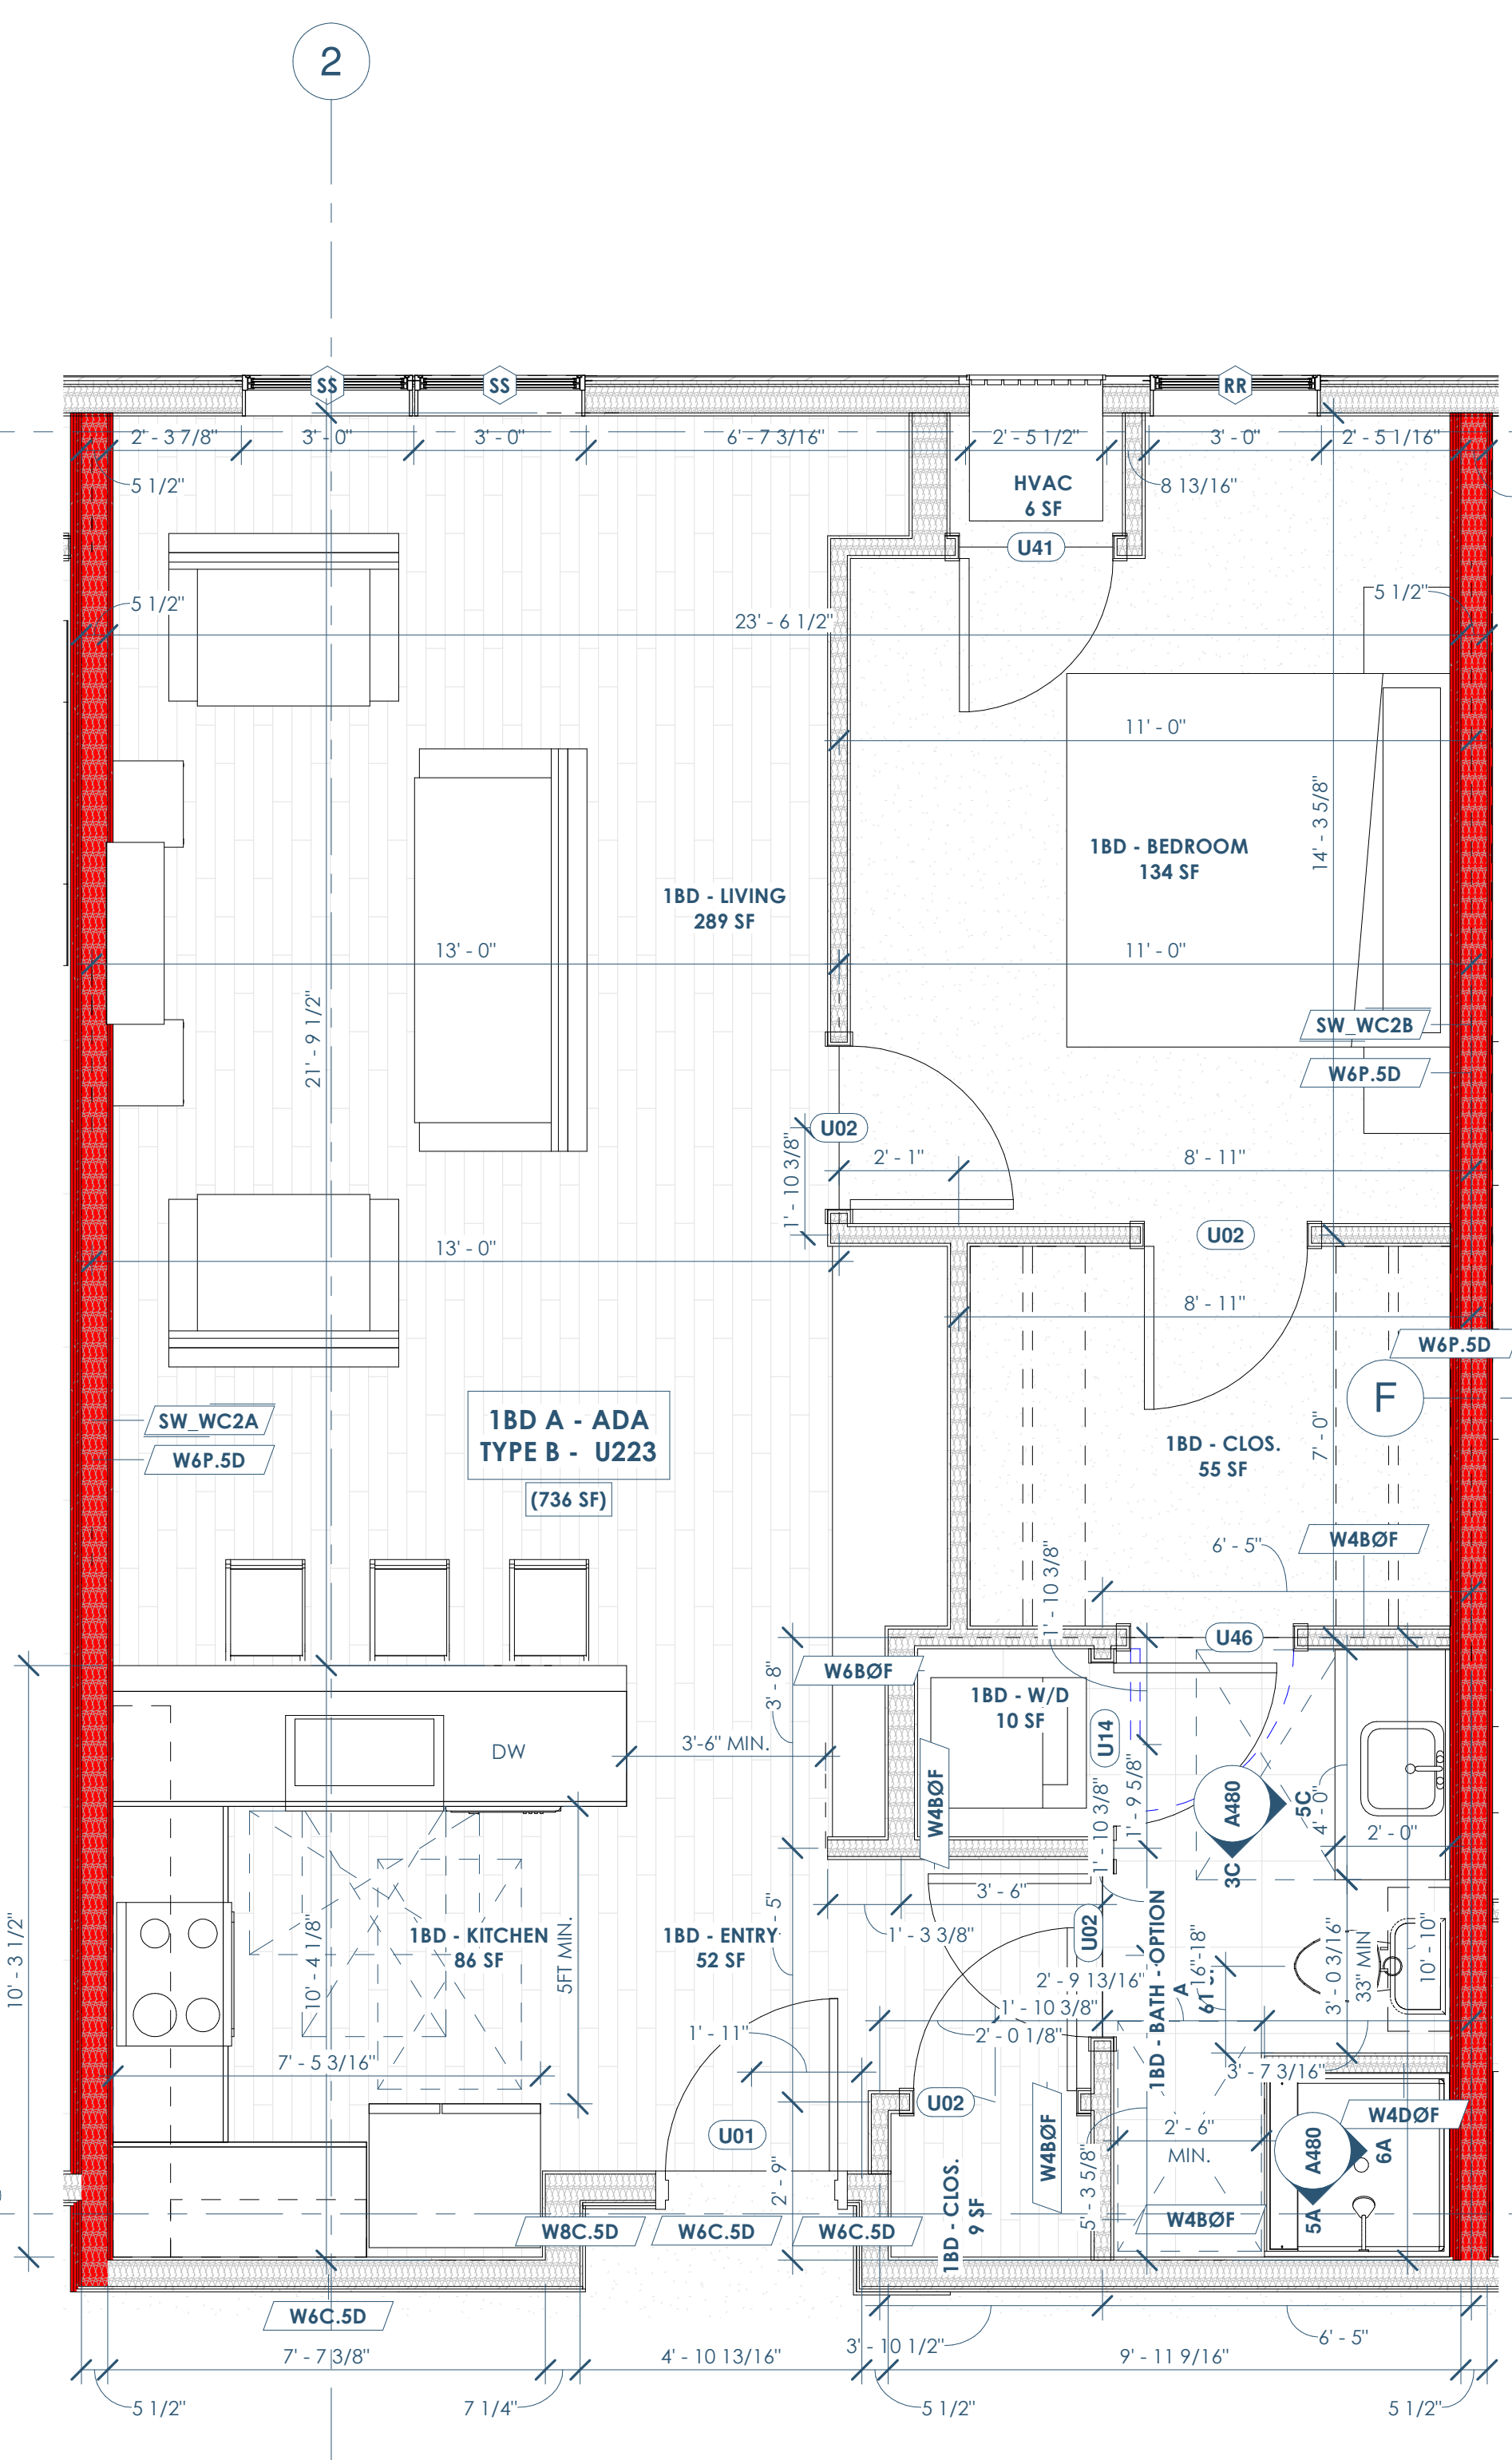 2
SS
SS
RR
2' - 3 7/8"
3' - 0"
3' - 0"
6' - 7 3/16"
2' - 5 1/2"
3' - 0"
2' - 5 1/16"
5 1/2"
HVAC
6 SF
8 13/16"
U41
5 1/2"
5 1/2"
23' - 6 1/2"
11' - 0"
14' - 3 5/8"
1BD - BEDROOM
134 SF
1BD - LIVING
289 SF
13' - 0"
11' - 0"
21' - 9 1/2"
SW_WC2B
W6P.5D
U02
1' - 10 3/8"
2' - 1"
8' - 11"
U02
13' - 0"
8' - 11"
W6P.5D
F
SW_WC2A
W6P.5D
1BD A - ADA
TYPE B - U223
(736 SF)
1BD - CLOS.
55 SF
7' - 0"
W4BØF
6' - 5"
1' - 10 3/8"
U46
W6BØF
3' - 8"
1BD - W/D
10 SF
U14
DW
3'-6" MIN.
W4BØF
1' - 10 3/8"
1' - 9 5/8"
A480
5C
3C
4' - 0"
2' - 0"
3' - 6"
1' - 3 3/8"
10' - 3 1/2"
10' - 4 1/8"
1BD - KITCHEN
86 SF
5FT MIN.
1BD - ENTRY
52 SF
5"
U02
1BD - BATH - OPTION
A
16"-18"
3' - 0 3/16"
33" MIN
10' - 10"
2' - 9 13/16"
1' - 10 3/8"
2' - 0 1/8"
1' - 11"
7' - 5 3/16"
3' - 7 3/16"
U02
U01
W4BØF
2' - 6"
MIN.
W4DØF
A480
6A
5A
2' - 9"
5' - 3 5/8"
1BD - CLOS.
9 SF
W4BØF
W8C.5D
W6C.5D
W6C.5D
W6C.5D
3' - 10 1/2"
6' - 5"
7' - 7 3/8"
4' - 10 13/16"
9' - 11 9/16"
5 1/2"
7 1/4"
5 1/2"
5 1/2"